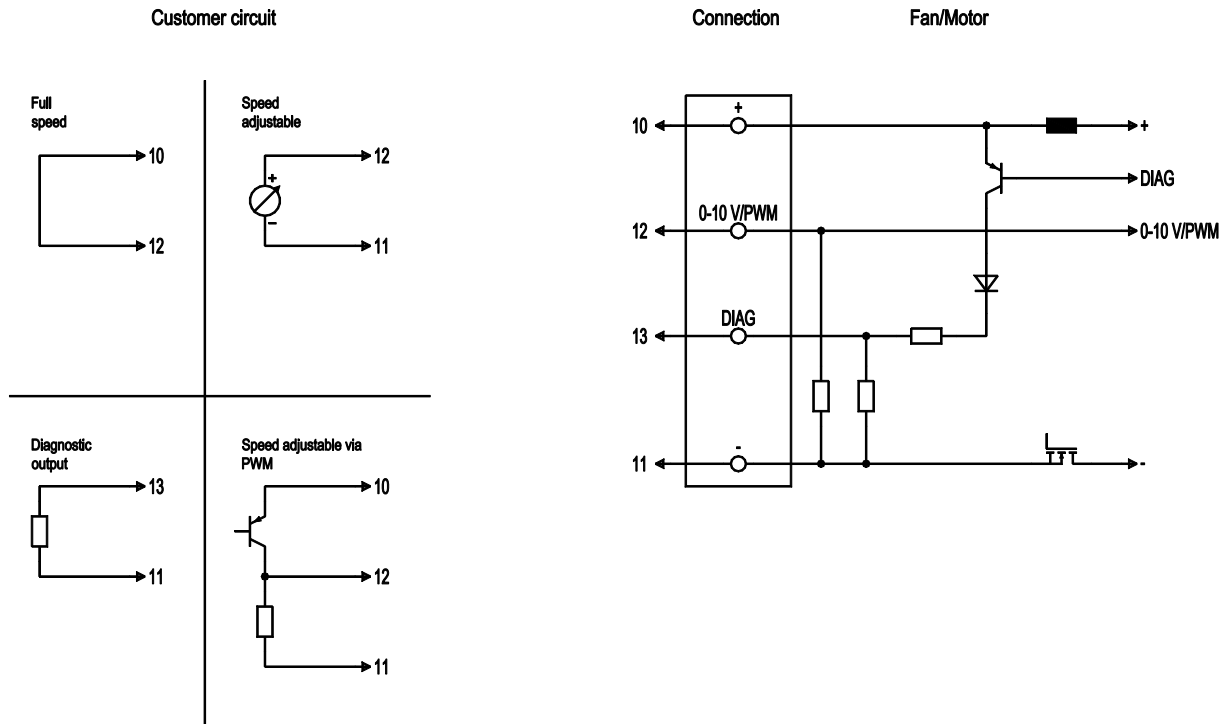 Customer circuit
Connection
Fan/Motor
Full
speed
10
12
Speed
adjustable
12
+
-
11
Diagnostic
output
13
11
Speed adjustable via
PWM
10
12
11
10
+
+
DIAG
12
0-10 V/PWM
0-10 V/PWM
13
DIAG
11
-
-